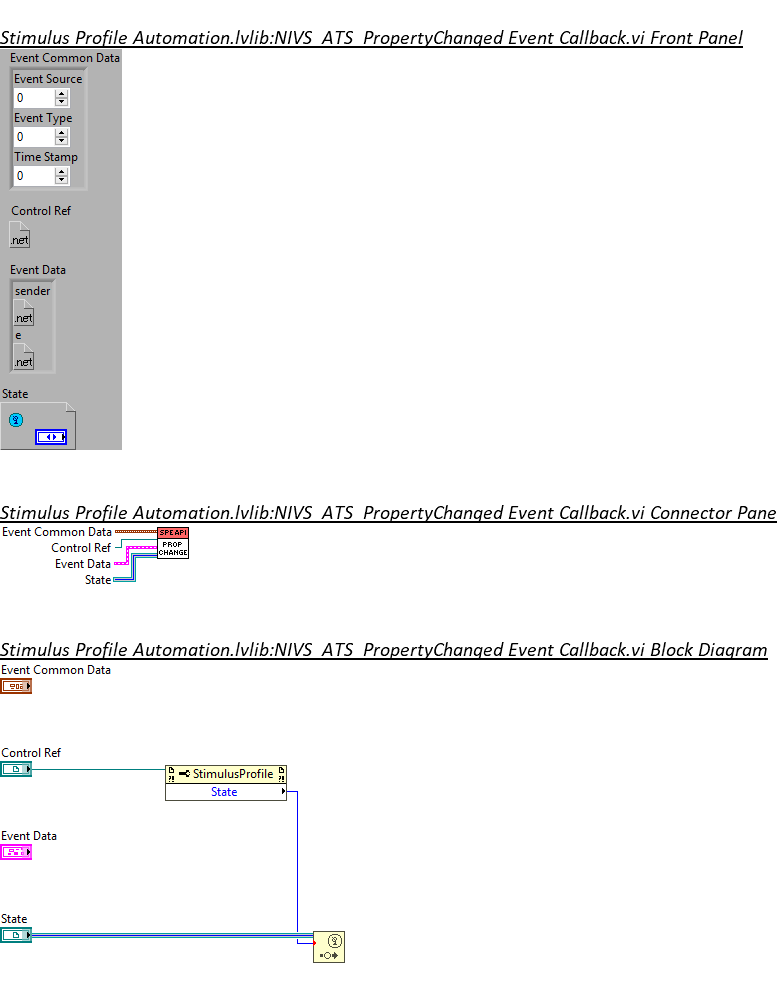 Stimulus Profile Automation.lvlib:NIVS_ATS_PropertyChanged Event Callback.vi Front Panel
Event Common Data
Event Source
0
Event Type
0
Time Stamp
0
Control Ref
.net
Event Data
sender
.net
e
.net
State
Stimulus Profile Automation.lvlib:NIVS_ATS_PropertyChanged Event Callback.vi Connector Pane
Event Common Data
SPE API
Control Ref
PROP
CHANGE
Event Data
State
Stimulus Profile Automation.lvlib:NIVS_ATS_PropertyChanged Event Callback.vi Block Diagram
Event Common Data
Control Ref
StimulusProfile
?!
?!
State
Event Data
State